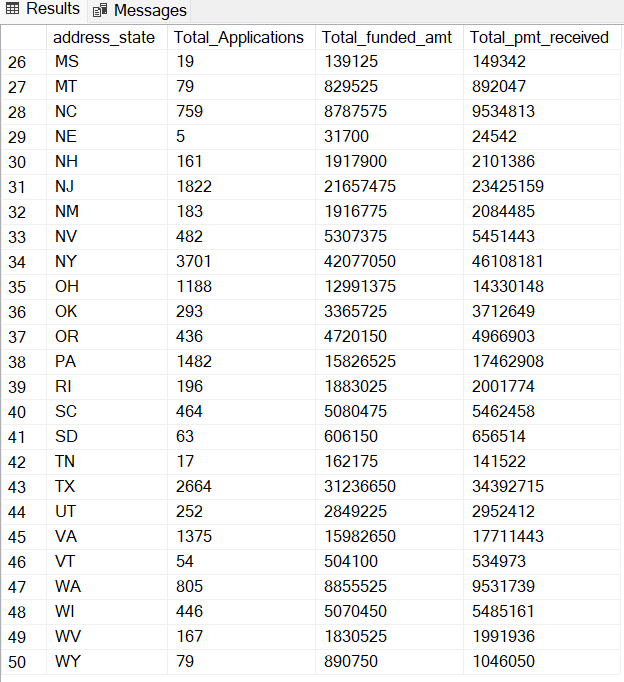 Results Messages
address_state Total_Applications Total_funded_amt Total_pmt_received
26 MS 19 139125 149342
27 MT 79 829525 892047
28 NC 759 8787575 9534813
29 NE 5 31700 24542
30 NH 161 1917900 2101386
31 NJ 1822 21657475 23425159
32 NM 183 1916775 2084485
33 NV 482 5307375 5451443
34 NY 3701 42077050 46108181
35 OH 1188 12991375 14330148
36 OK 293 3365725 3712649
37 OR 436 4720150 4966903
38 PA 1482 15826525 17462908
39 RI 196 1883025 2001774
40 SC 464 5080475 5462458
41 SD 63 606150 656514
42 TN 17 162175 141522
43 TX 2664 31236650 34392715
44 UT 252 2849225 2952412
45 VA 1375 15982650 17711443
46 VT 54 504100 534973
47 WA 805 8855525 9531739
48 WI 446 5070450 5485161
49 WV 167 1830525 1991936
50 WY 79 890750 1046050